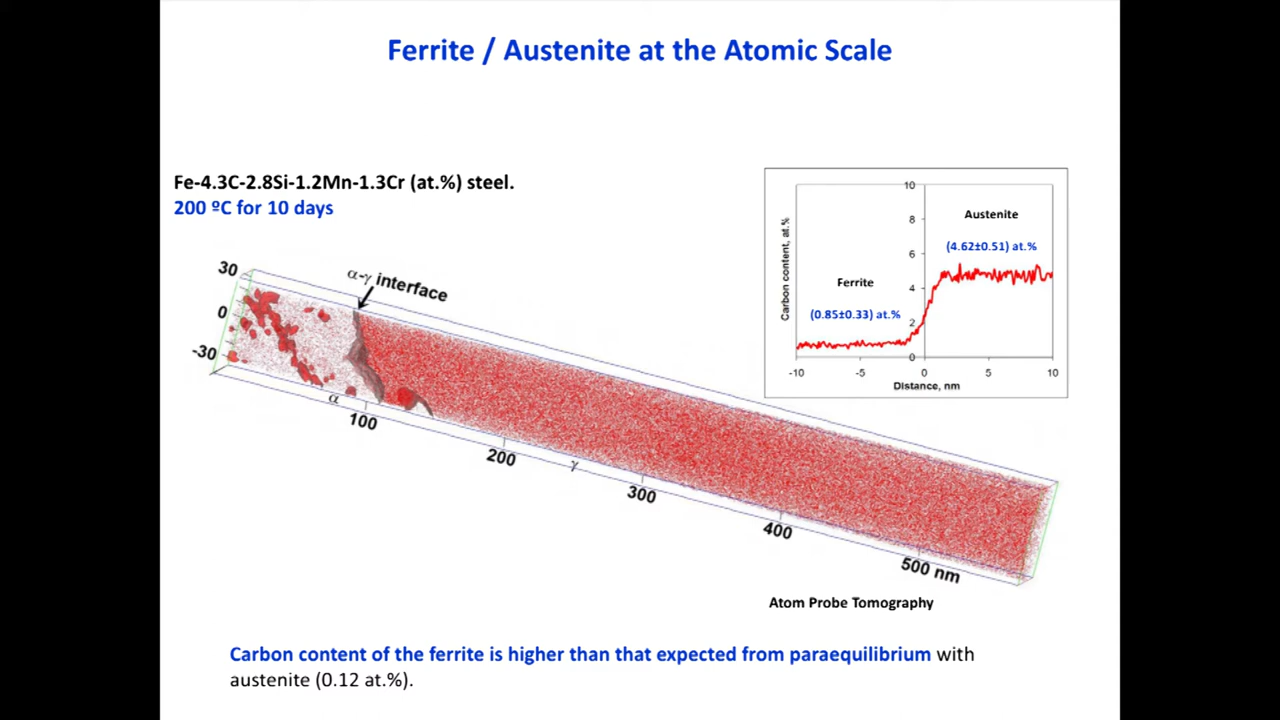 Ferrite / Austenite at the Atomic Scale
Fe-4.3C-2.8Si-1.2Mn-1.3Cr (at.%) steel.
200 ºC for 10 days
30
0
-30
α-γ interface
α
100
200
γ
300
400
500 nm
Carbon content, at.%
10
8
6
4
2
0
Austenite
(4.62±0.51) at.%
Ferrite
(0.85±0.33) at.%
-10
-5
0
5
10
Distance, nm
Atom Probe Tomography
Carbon content of the ferrite is higher than that expected from paraequilibrium with
austenite (0.12 at.%).